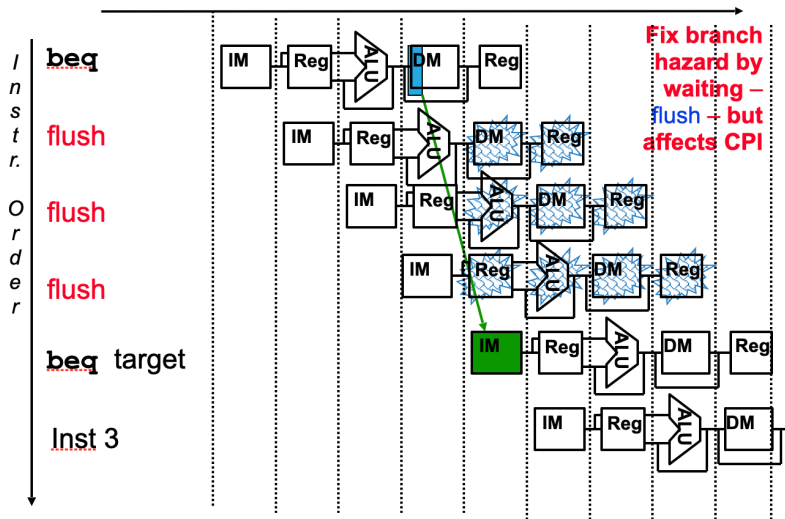 Instr. Order
Fix branch
hazard by
waiting –
flush – but
affects CPI
beq IM Reg ALU DM Reg
flush IM Reg ALU DM Reg
flush IM Reg ALU DM Reg
flush IM Reg ALU DM Reg
beq target IM Reg ALU DM Reg
Inst 3 IM Reg ALU DM